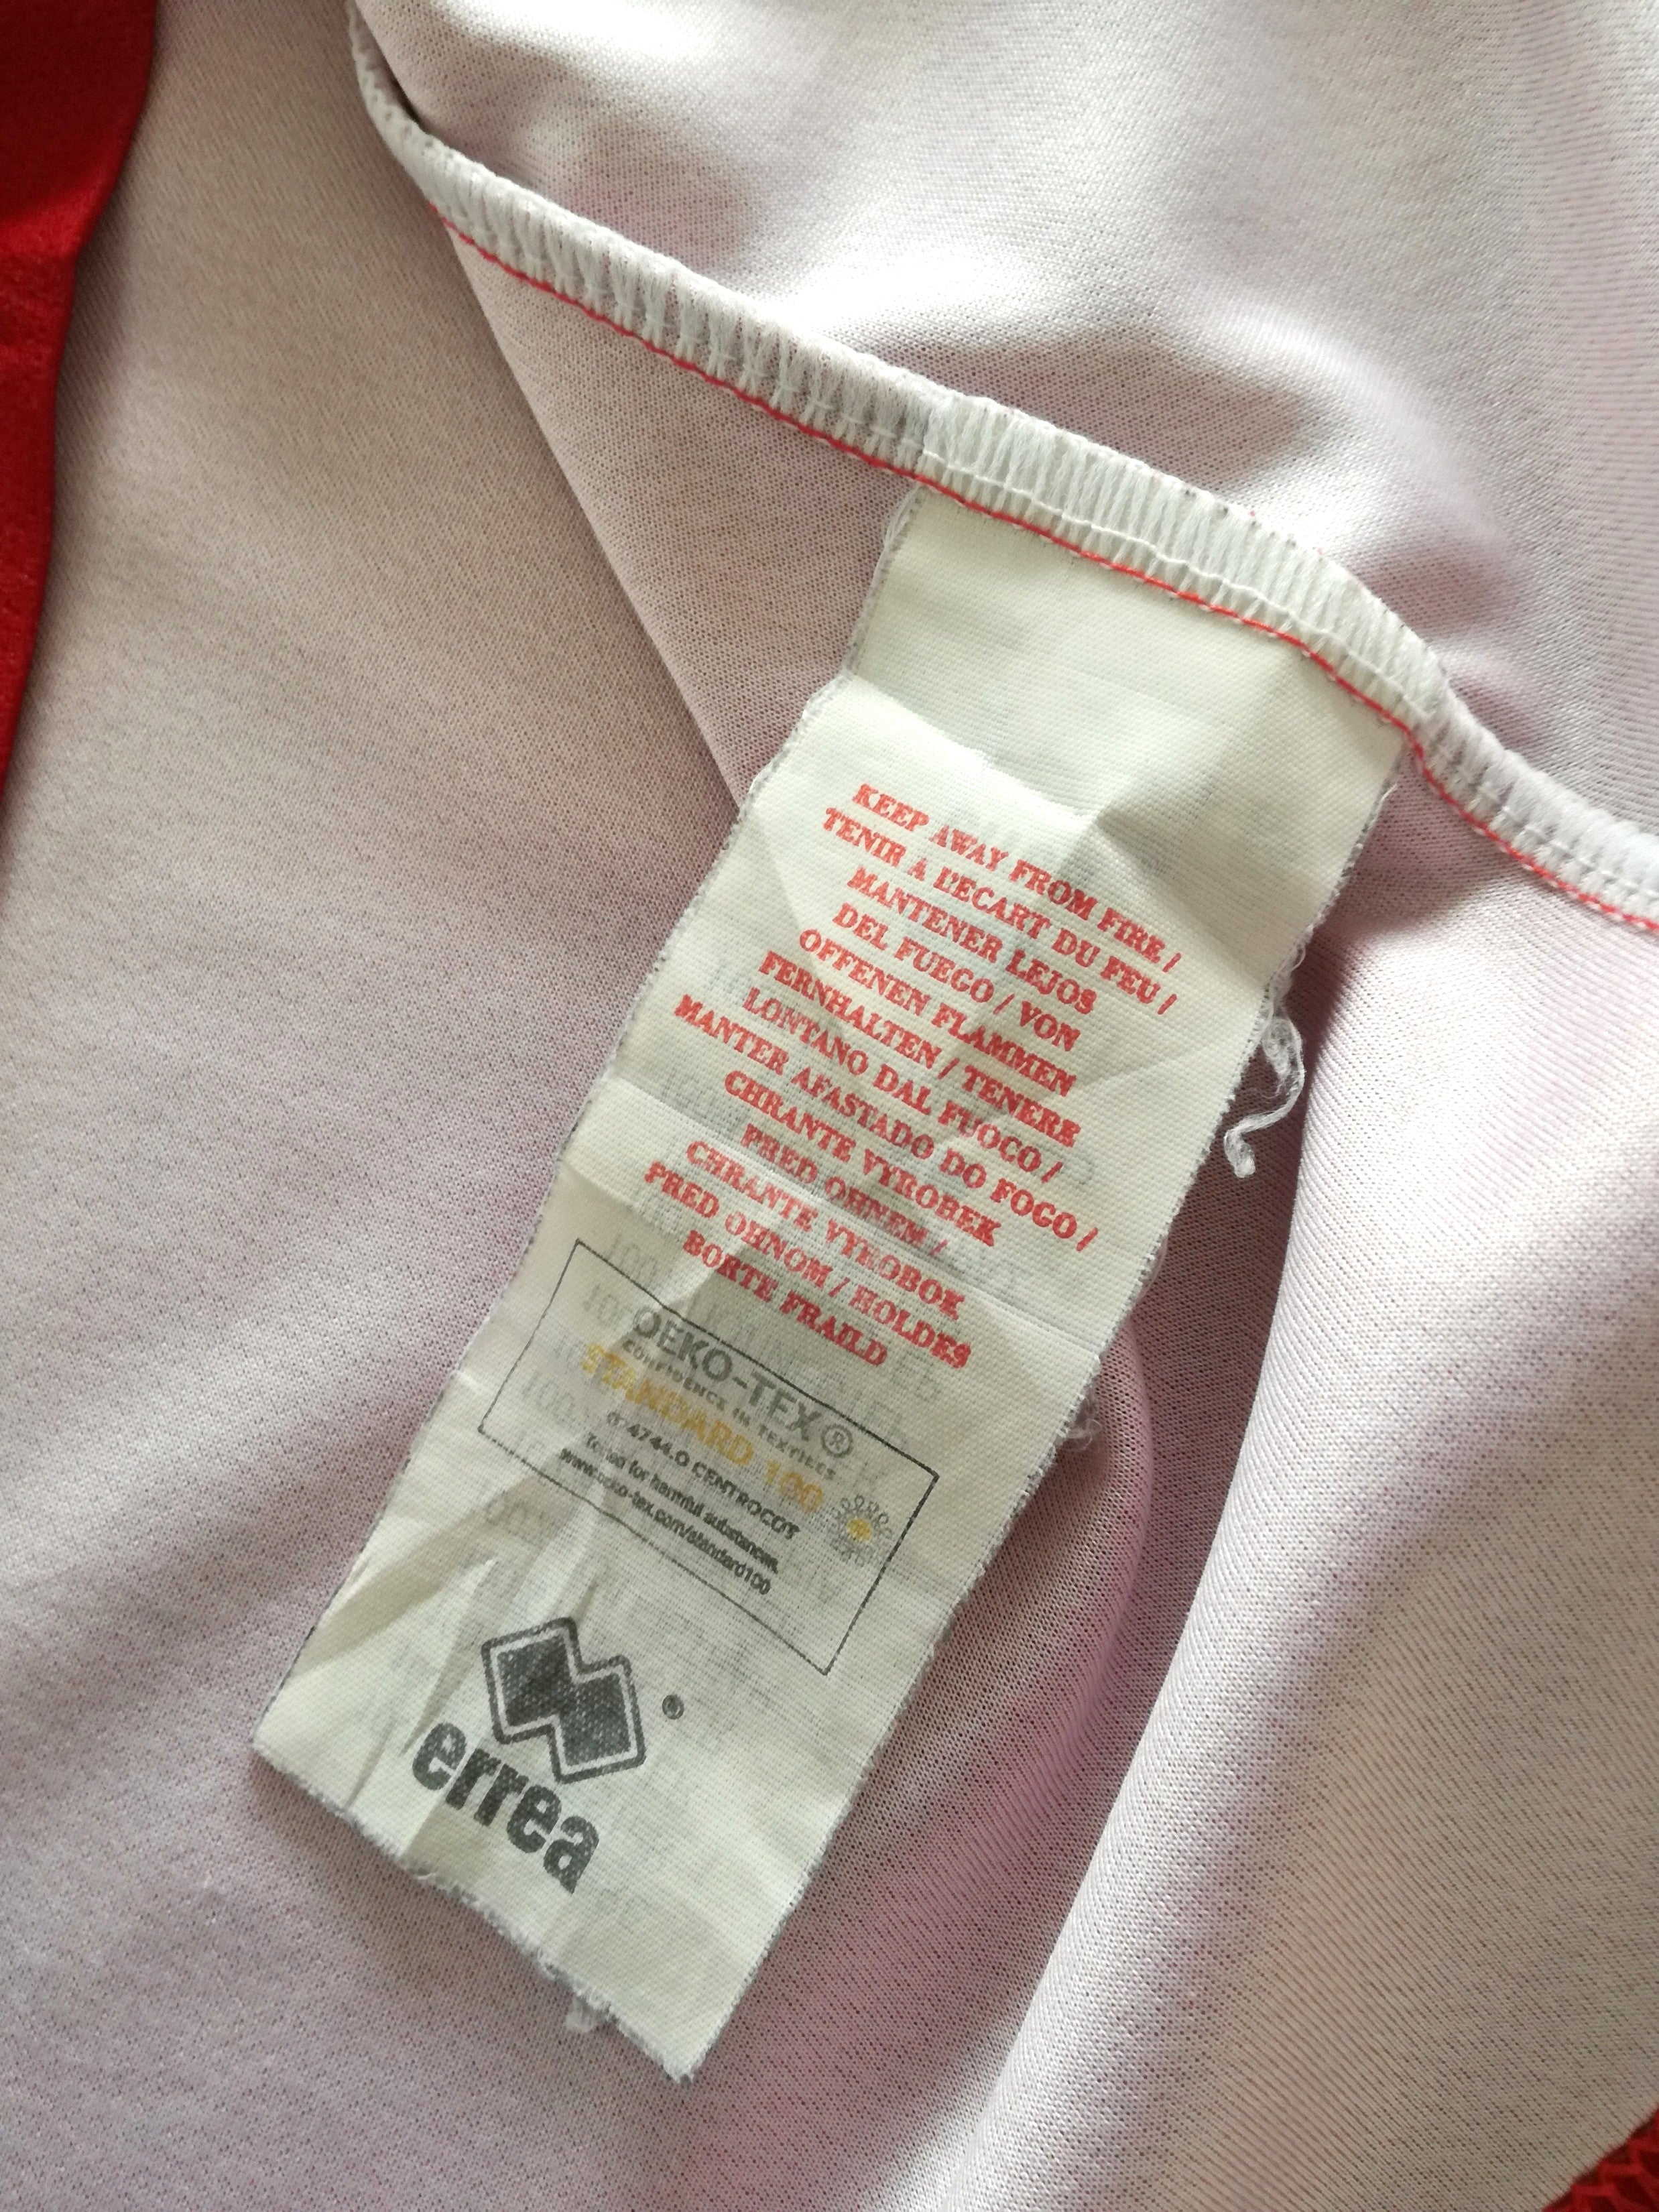 KEEP AWAY FROM FIRE /
TENIR A L'ECART DU FEU /
MANTENER LEJOS
DEL FUEGO / VON
OFFENEN FLAMMEN
FERNHALTEN / TENERE
LONTANO DAL FUOCO /
MANTER AFASTADO DO FOGO /
CHRANTE VYROBEK
PRED OHNEM /
CHRANTE VYROBOK
PRED OHNOM / HOLDES
BORTE FRAILD
OEKO-TEX®
CONFIDENCE IN TEXTILES
STANDARD 100
CENTROCOT
Tested for harmful substances.
www.oeko-tex.com/standard100
®
errea